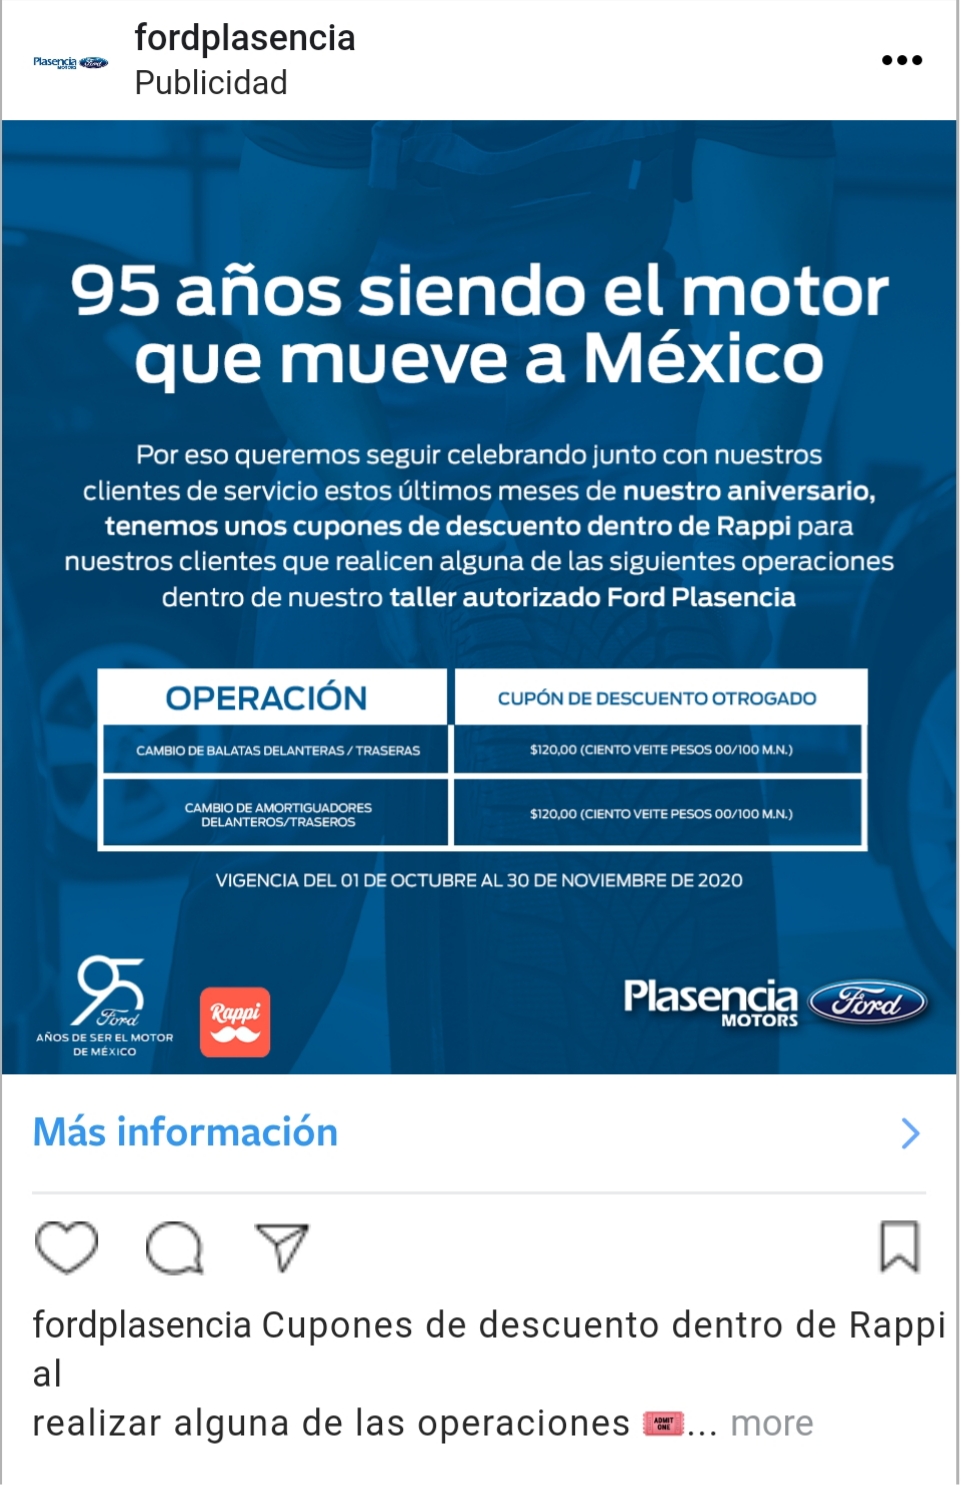 fordplasencia
Plasencia
MOTORS
Ford
Publicidad
95 años siendo el motor
que mueve a México
Por eso queremos seguir celebrando junto con nuestros
clientes de servicio estos últimos meses de nuestro aniversario,
tenemos unos cupones de descuento dentro de Rappi para
nuestros clientes que realicen alguna de las siguientes operaciones
dentro de nuestro taller autorizado Ford Plasencia
OPERACIÓN
CUPÓN DE DESCUENTO OTROGADO
CAMBIO DE BALATAS DELANTERAS / TRASERAS
$120,00 (CIENTO VEITE PESOS 00/100 M.N.)
CAMBIO DE AMORTIGUADORES
DELANTEROS/TRASEROS
$120,00 (CIENTO VEITE PESOS 00/100 M.N.)
VIGENCIA DEL 01 DE OCTUBRE AL 30 DE NOVIEMBRE DE 2020
95
Ford
AÑOS DE SER EL MOTOR
DE MÉXICO
Rappi
Plasencia
MOTORS
Ford
Más información
fordplasencia Cupones de descuento dentro de Rappi
al
realizar alguna de las operaciones 🎟️... more